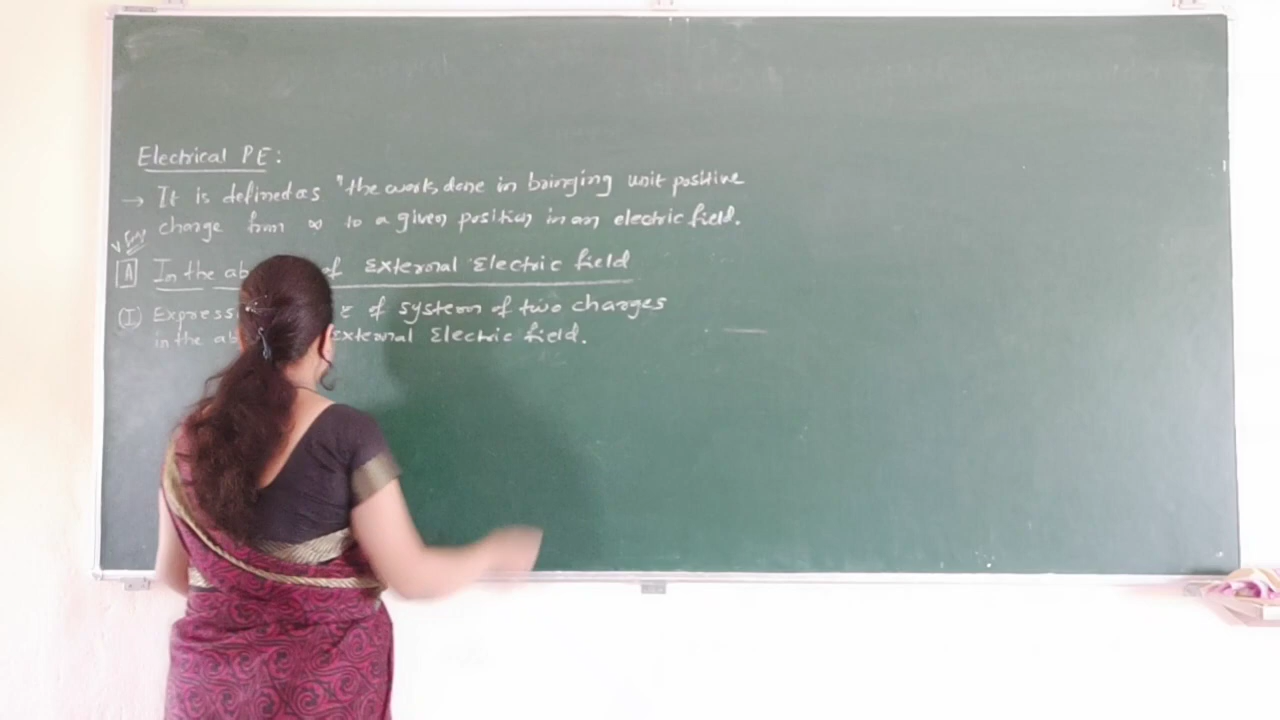 Electrical PE:
→ It is defined as "the work done in bringing unit positive
charge from ∞ to a given position in an electric field.
V Imp
[A] In the ab of External Electric field
(I) Express E of system of two charges
in the ab External Electric field.